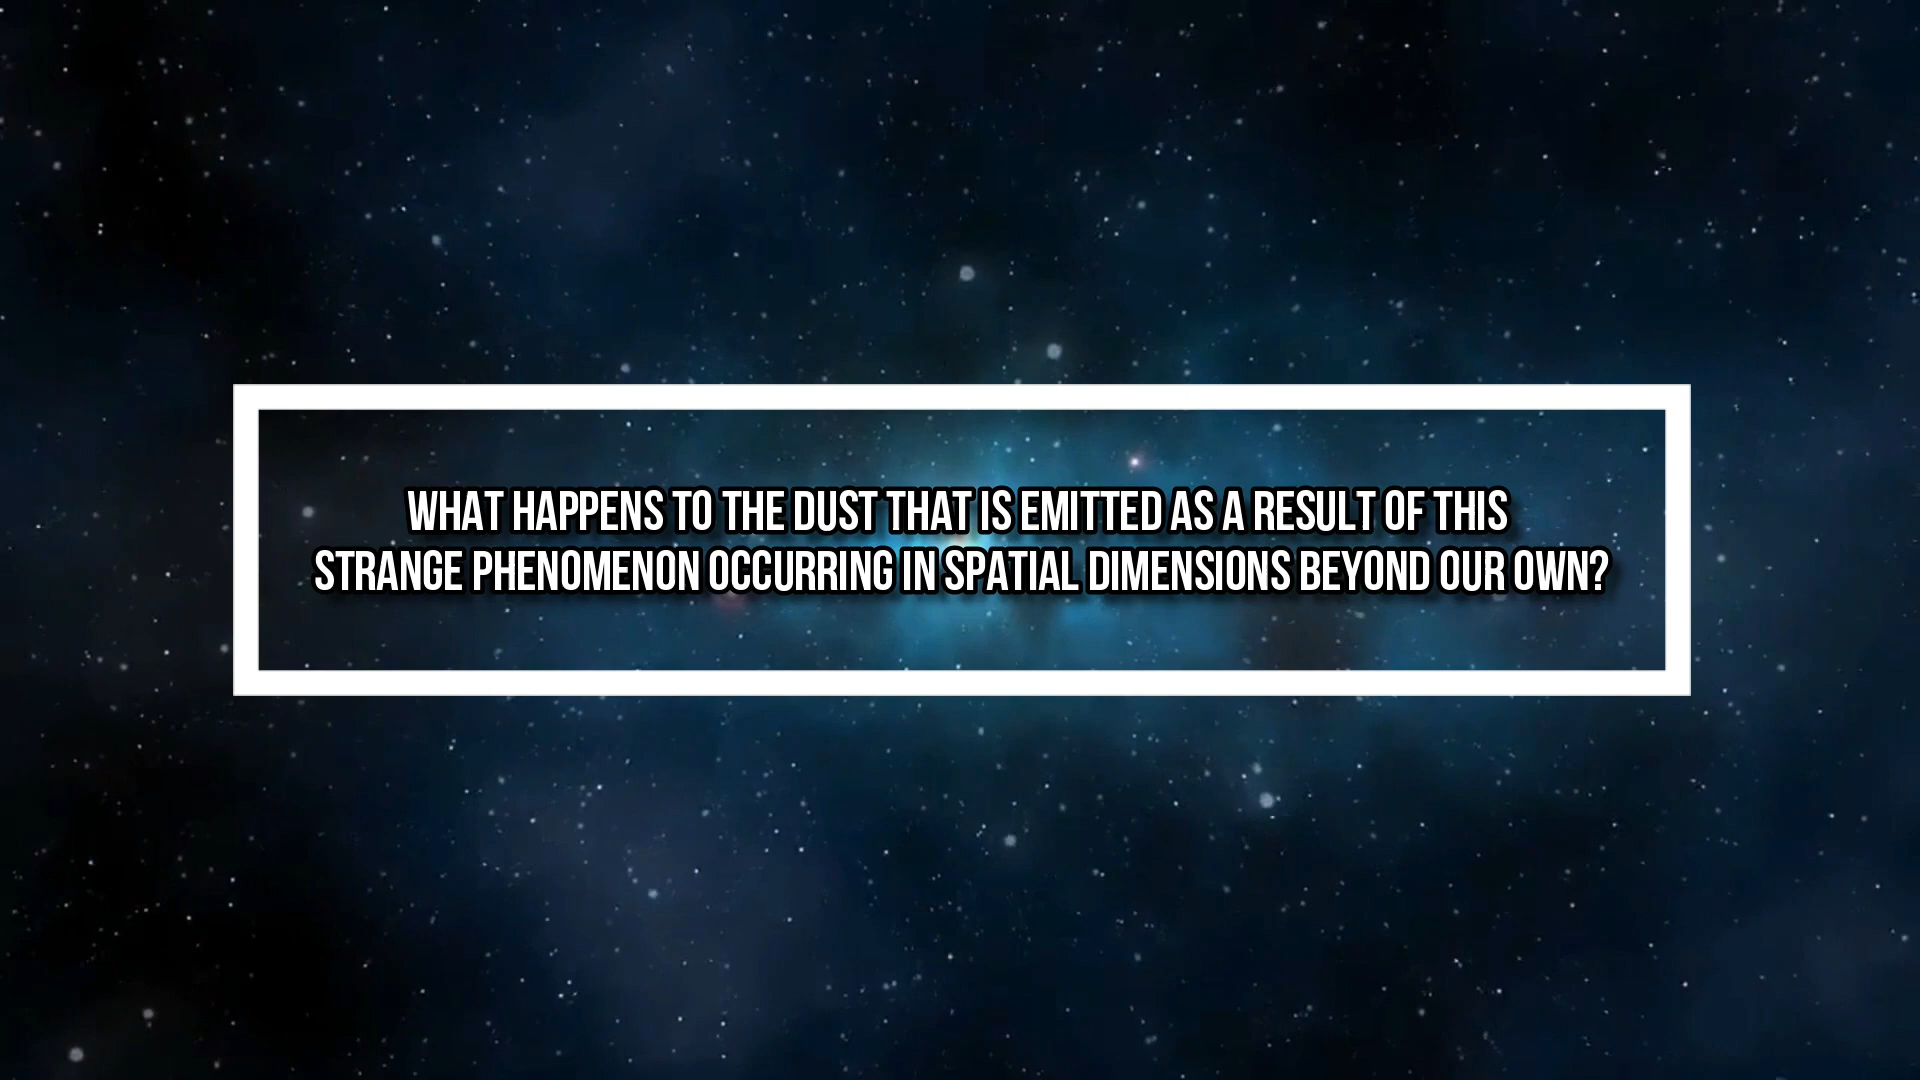 WHAT HAPPENS TO THE DUST THAT IS EMITTED AS A RESULT OF THIS
STRANGE PHENOMENON OCCURRING IN SPATIAL DIMENSIONS BEYOND OUR OWN?